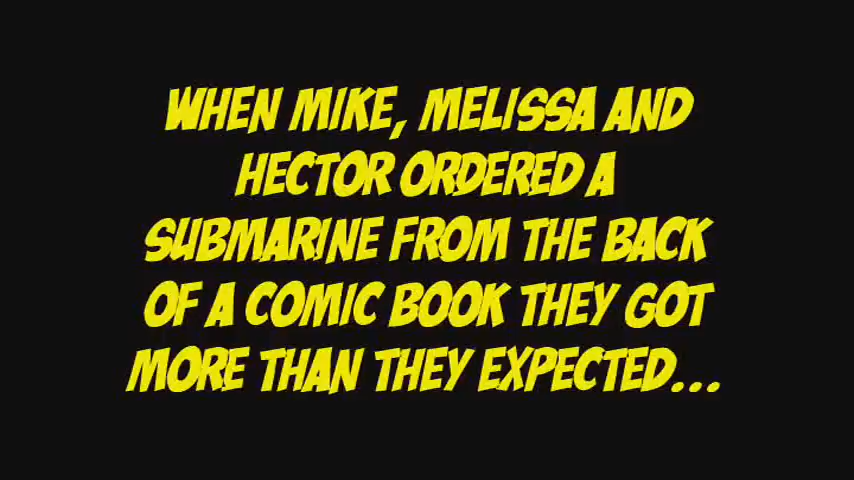 WHEN MIKE, MELISSA AND
HECTOR ORDERED A
SUBMARINE FROM THE BACK
OF A COMIC BOOK THEY GOT
MORE THAN THEY EXPECTED...